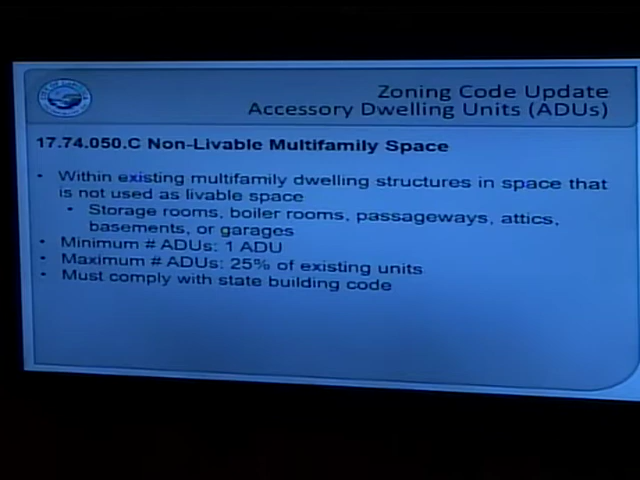 Zoning Code Update
Accessory Dwelling Units (ADUs)
17.74.050.C Non-Livable Multifamily Space
• Within existing multifamily dwelling structures in space that
is not used as livable space
• Storage rooms, boiler rooms, passageways, attics,
basements, or garages
• Minimum # ADUs: 1 ADU
• Maximum # ADUs: 25% of existing units
• Must comply with state building code